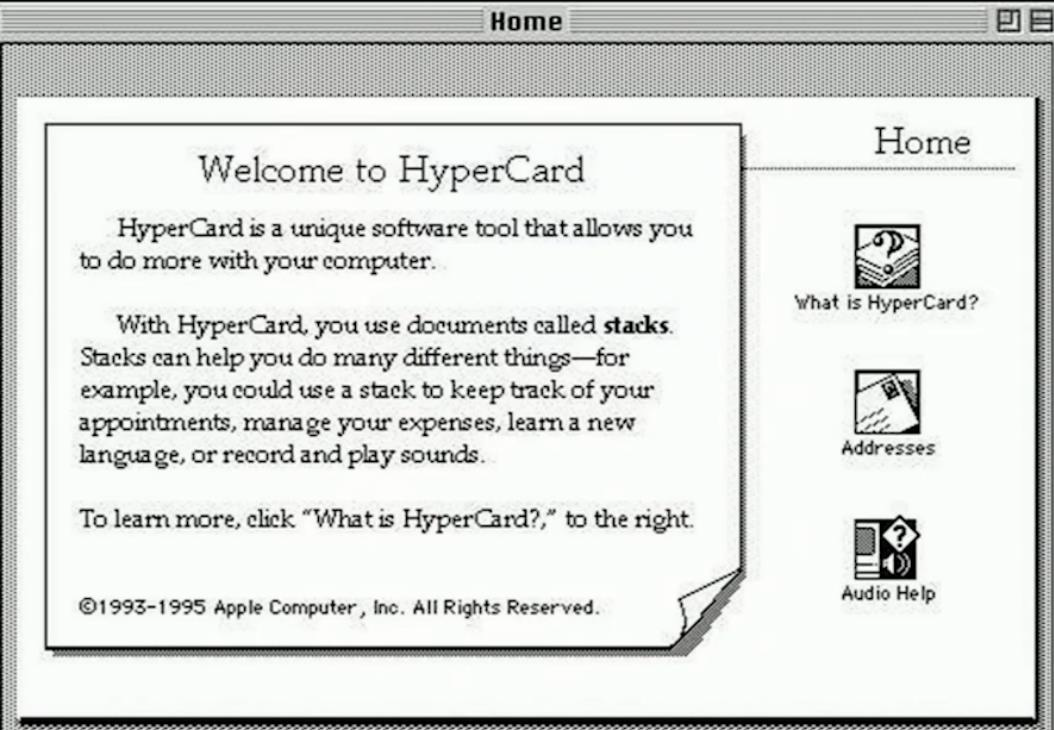 Home
Welcome to HyperCard
HyperCard is a unique software tool that allows you
to do more with your computer.
With HyperCard, you use documents called stacks.
Stacks can help you do many different things—for
example, you could use a stack to keep track of your
appointments, manage your expenses, learn a new
language, or record and play sounds.
To learn more, click “What is HyperCard?,” to the right.
©1993-1995 Apple Computer, Inc. All Rights Reserved.
Home
What is HyperCard?
Addresses
Audio Help